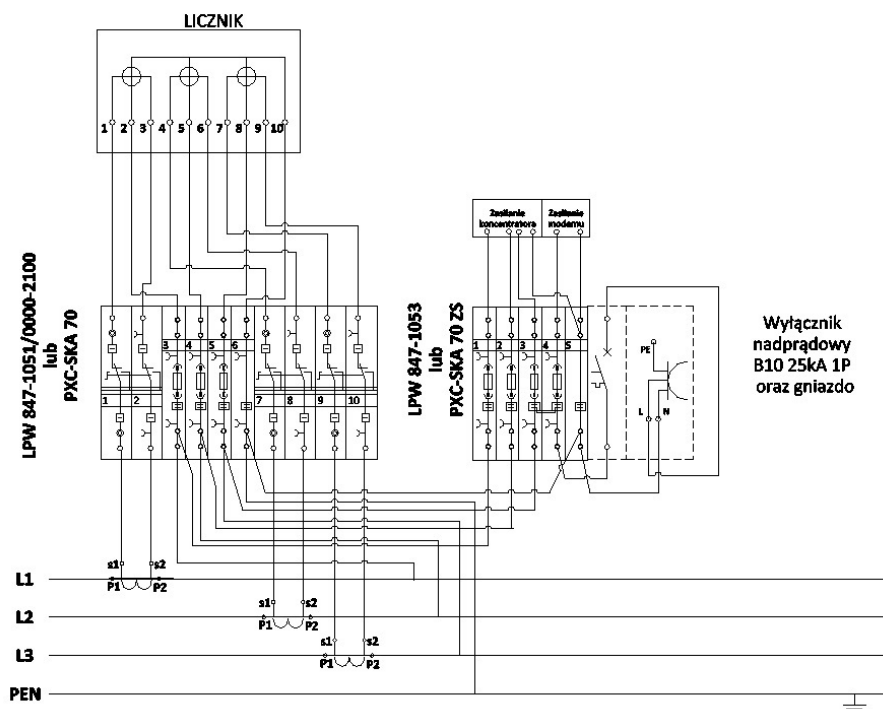 LICZNIK
1 2 3 4 5 6 7 8 9 10
Zasilanie koncentratora
Zasilanie modemu
LPW 847-1051/0000-2100
lub
PXC-SKA 70
3 4 5 6
1 2 7 8 9 10
LPW 847-1053
lub
PXC-SKA 70 ZS
1 2 3 4 5
PE
L N
Wyłącznik
nadprądowy
B10 25kA 1P
oraz gniazdo
s1 s2
L1
P1 P2
s1 s2
L2
P1 P2
s1 s2
L3
P1 P2
PEN